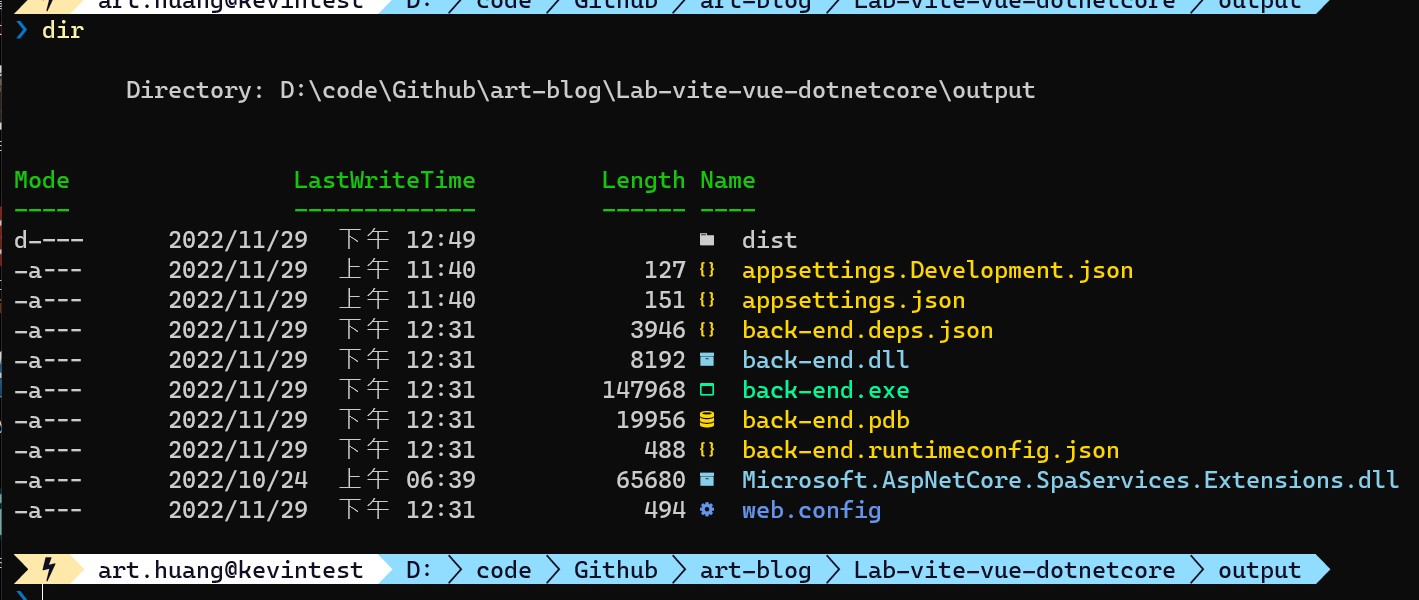 art.huang@kevintest D: code Github art-blog Lab-vite-vue-dotnetcore output
❯ dir
Directory: D:\code\Github\art-blog\Lab-vite-vue-dotnetcore\output
Mode LastWriteTime Length Name
---- ------------- ------ ----
d---- 2022/11/29 下午 12:49 dist
-a--- 2022/11/29 上午 11:40 127 appsettings.Development.json
-a--- 2022/11/29 上午 11:40 151 appsettings.json
-a--- 2022/11/29 下午 12:31 3946 back-end.deps.json
-a--- 2022/11/29 下午 12:31 8192 back-end.dll
-a--- 2022/11/29 下午 12:31 147968 back-end.exe
-a--- 2022/11/29 下午 12:31 19956 back-end.pdb
-a--- 2022/11/29 下午 12:31 488 back-end.runtimeconfig.json
-a--- 2022/10/24 上午 06:39 65680 Microsoft.AspNetCore.SpaServices.Extensions.dll
-a--- 2022/11/29 下午 12:31 494 web.config
art.huang@kevintest D: code Github art-blog Lab-vite-vue-dotnetcore output
❯